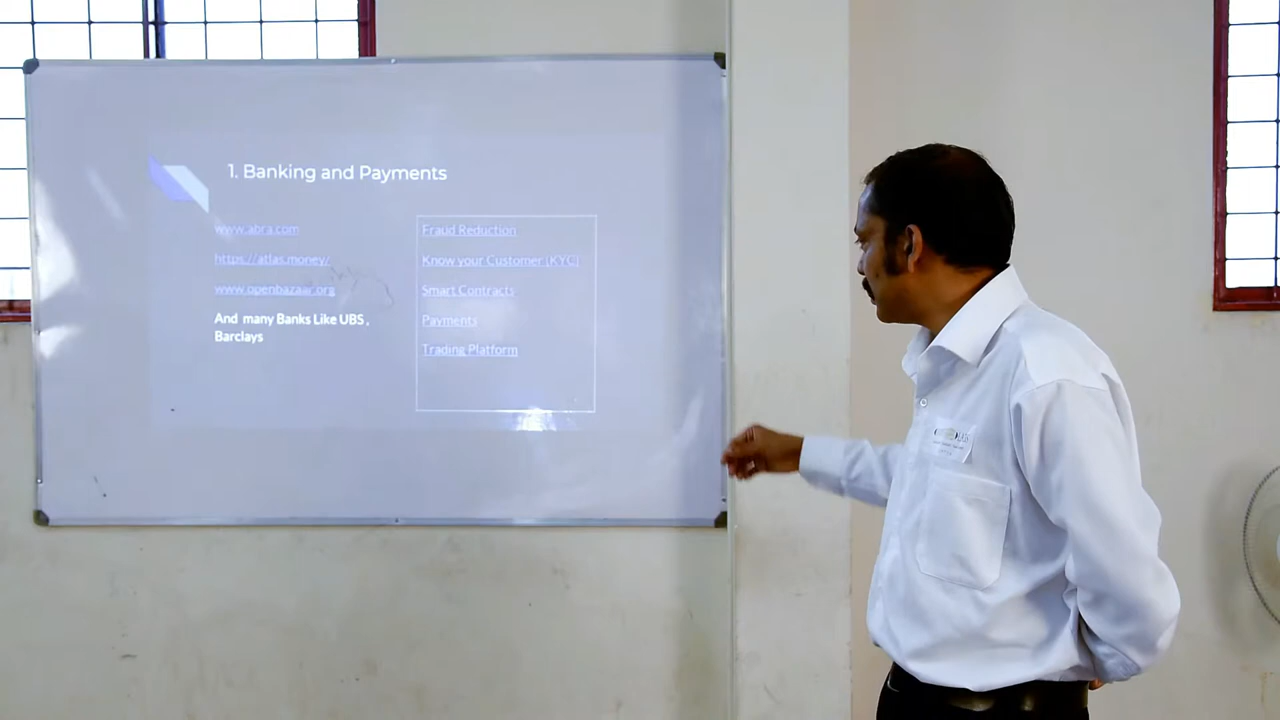 1. Banking and Payments
www.abra.com
https://atlas.money/
www.openbazaar.org
And many Banks Like UBS,
Barclays
Fraud Reduction
Know your Customer (KYC)
Smart Contracts
Payments
Trading Platform